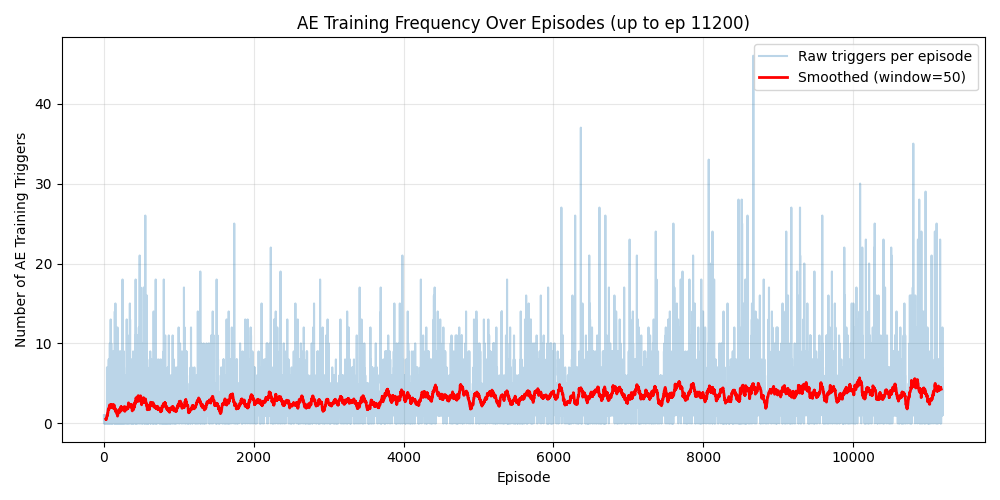 AE Training Frequency Over Episodes (up to ep 11200)
Raw triggers per episode
Smoothed (window=50)
Number of AE Training Triggers
40
30
20
10
0
0 2000 4000 6000 8000 10000
Episode